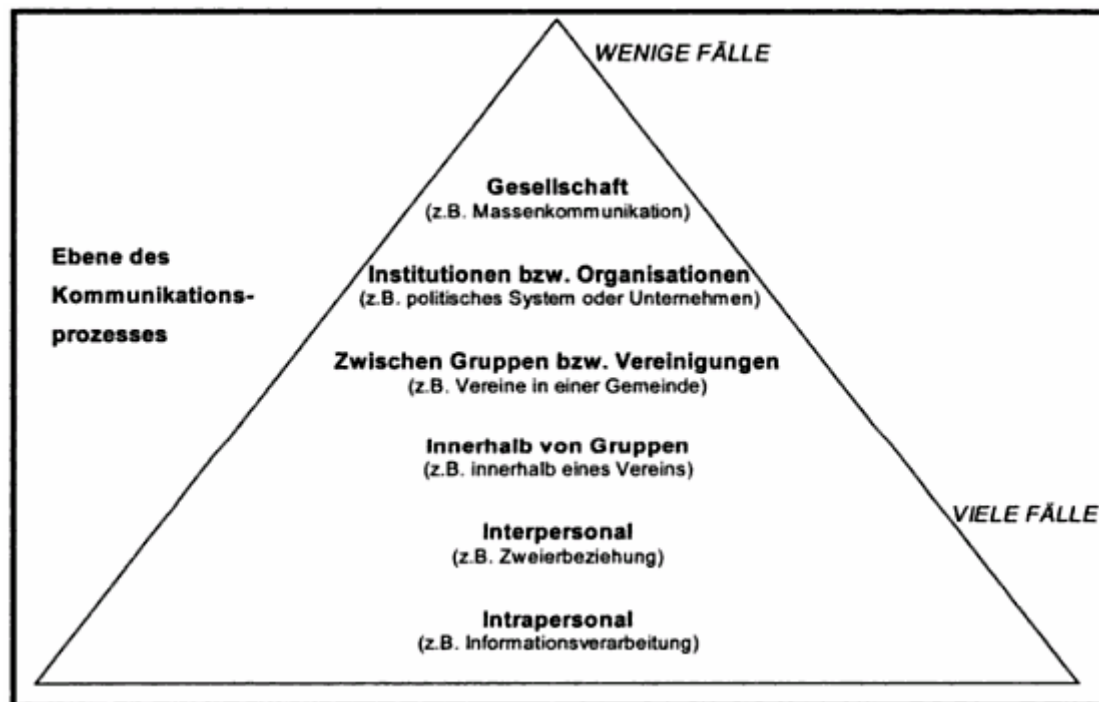 WENIGE FÄLLE
Gesellschaft
(z.B. Massenkommunikation)
Ebene des
Kommunikations-
prozesses
Institutionen bzw. Organisationen
(z.B. politisches System oder Unternehmen)
Zwischen Gruppen bzw. Vereinigungen
(z.B. Vereine in einer Gemeinde)
Innerhalb von Gruppen
(z.B. innerhalb eines Vereins)
VIELE FÄLLE
Interpersonal
(z.B. Zweierbeziehung)
Intrapersonal
(z.B. Informationsverarbeitung)